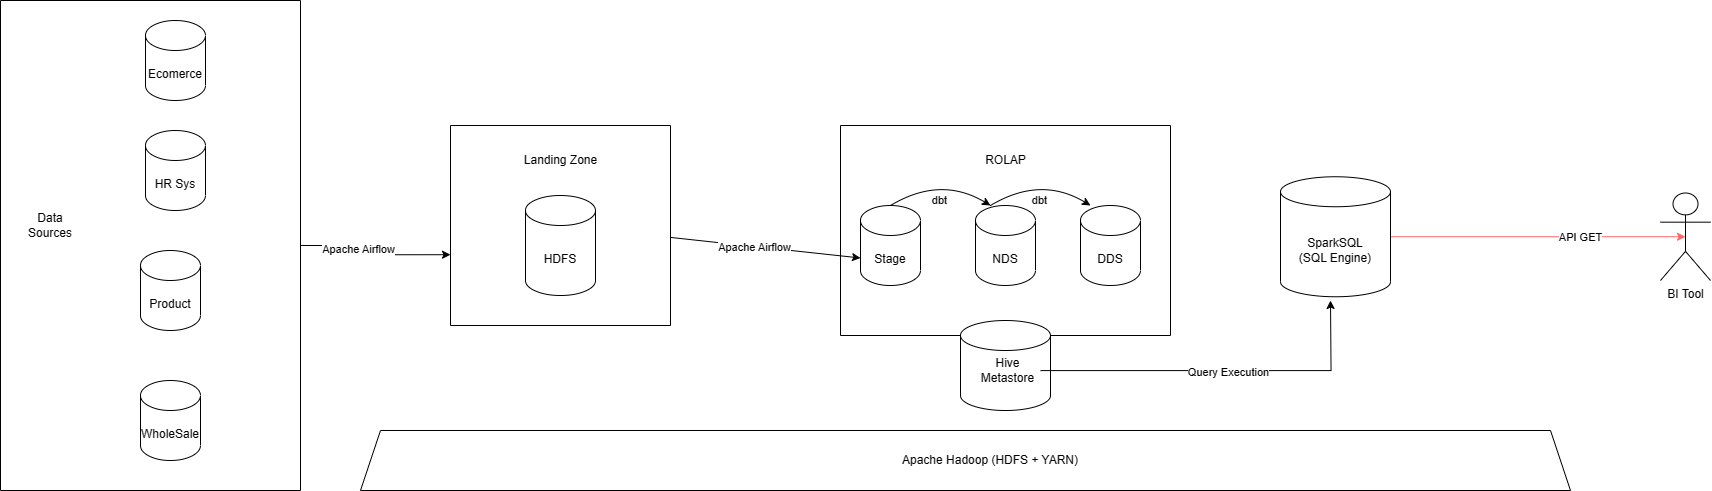 Data
Sources
Ecomerce
HR Sys
Product
WholeSale
Apache Airflow
Landing Zone
HDFS
Apache Airflow
ROLAP
dbt
dbt
Stage
NDS
DDS
Hive
Metastore
Query Execution
SparkSQL
(SQL Engine)
API GET
BI Tool
Apache Hadoop (HDFS + YARN)